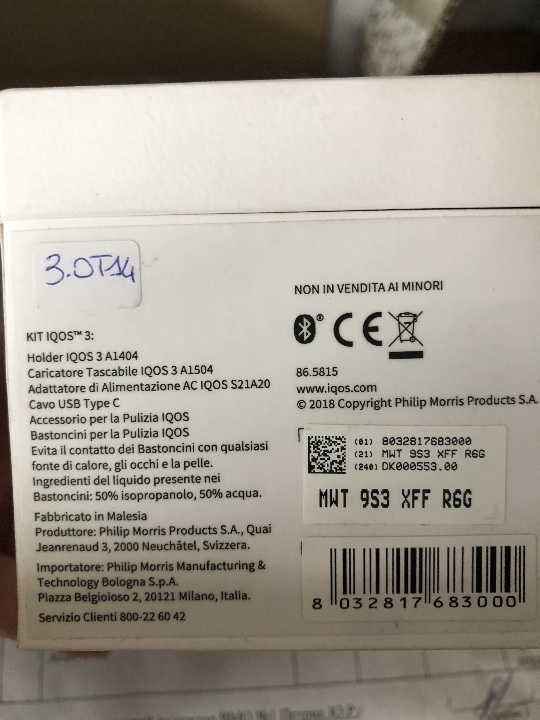 3.0T14
KIT IQOS™ 3:
Holder IQOS 3 A1404
Caricatore Tascabile IQOS 3 A1504
Adattatore di Alimentazione AC IQOS S21A20
Cavo USB Type C
Accessorio per la Pulizia IQOS
Bastoncini per la Pulizia IQOS
Evita il contatto dei Bastoncini con qualsiasi
fonte di calore, gli occhi e la pelle.
Ingredienti del liquido presente nei
Bastoncini: 50% isopropanolo, 50% acqua.
Fabbricato in Malesia
Produttore: Philip Morris Products S.A., Quai
Jeanrenaud 3, 2000 Neuchâtel, Svizzera.
Importatore: Philip Morris Manufacturing &
Technology Bologna S.p.A.
Piazza Belgioioso 2, 20121 Milano, Italia.
Servizio Clienti 800-22 60 42
NON IN VENDITA AI MINORI
CE
86.5815
www.iqos.com
© 2018 Copyright Philip Morris Products S.A.
(01) 8032817683000
(21) MWT 9S3 XFF R6G
(240) DK000553.00
MWT 9S3 XFF R6G
8 032817 683000